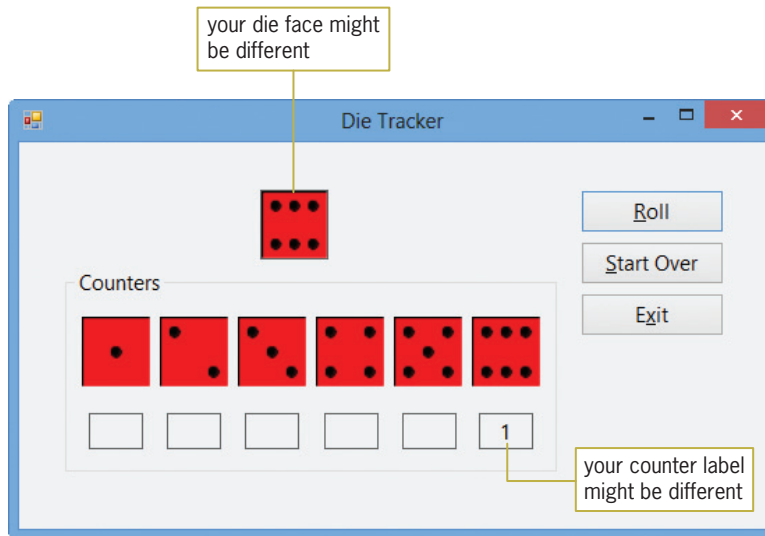 your die face might
be different
Die Tracker
Roll
Start Over
Exit
Counters
1
your counter label
might be different